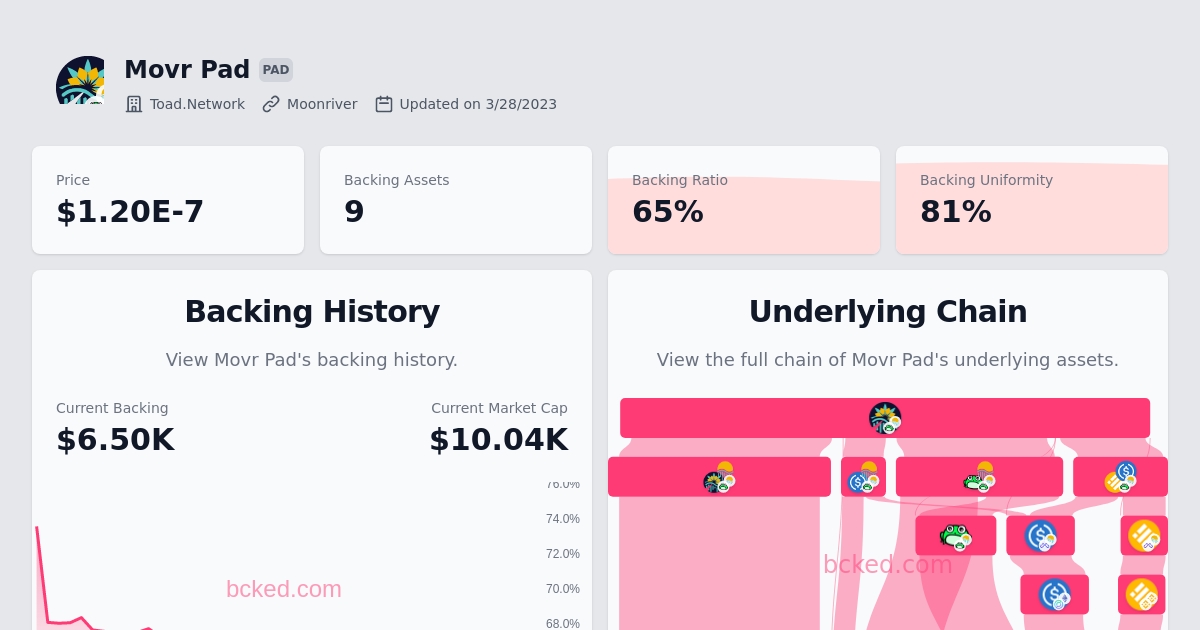 Movr Pad PAD
Toad.Network Moonriver Updated on 3/28/2023
Price
$1.20E-7
Backing Assets
9
Backing Ratio
65%
Backing Uniformity
81%
Backing History
View Movr Pad's backing history.
Current Backing
$6.50K
Current Market Cap
$10.04K
76.0%
74.0%
72.0%
70.0%
68.0%
bcked.com
Underlying Chain
View the full chain of Movr Pad's underlying assets.
bcked.com